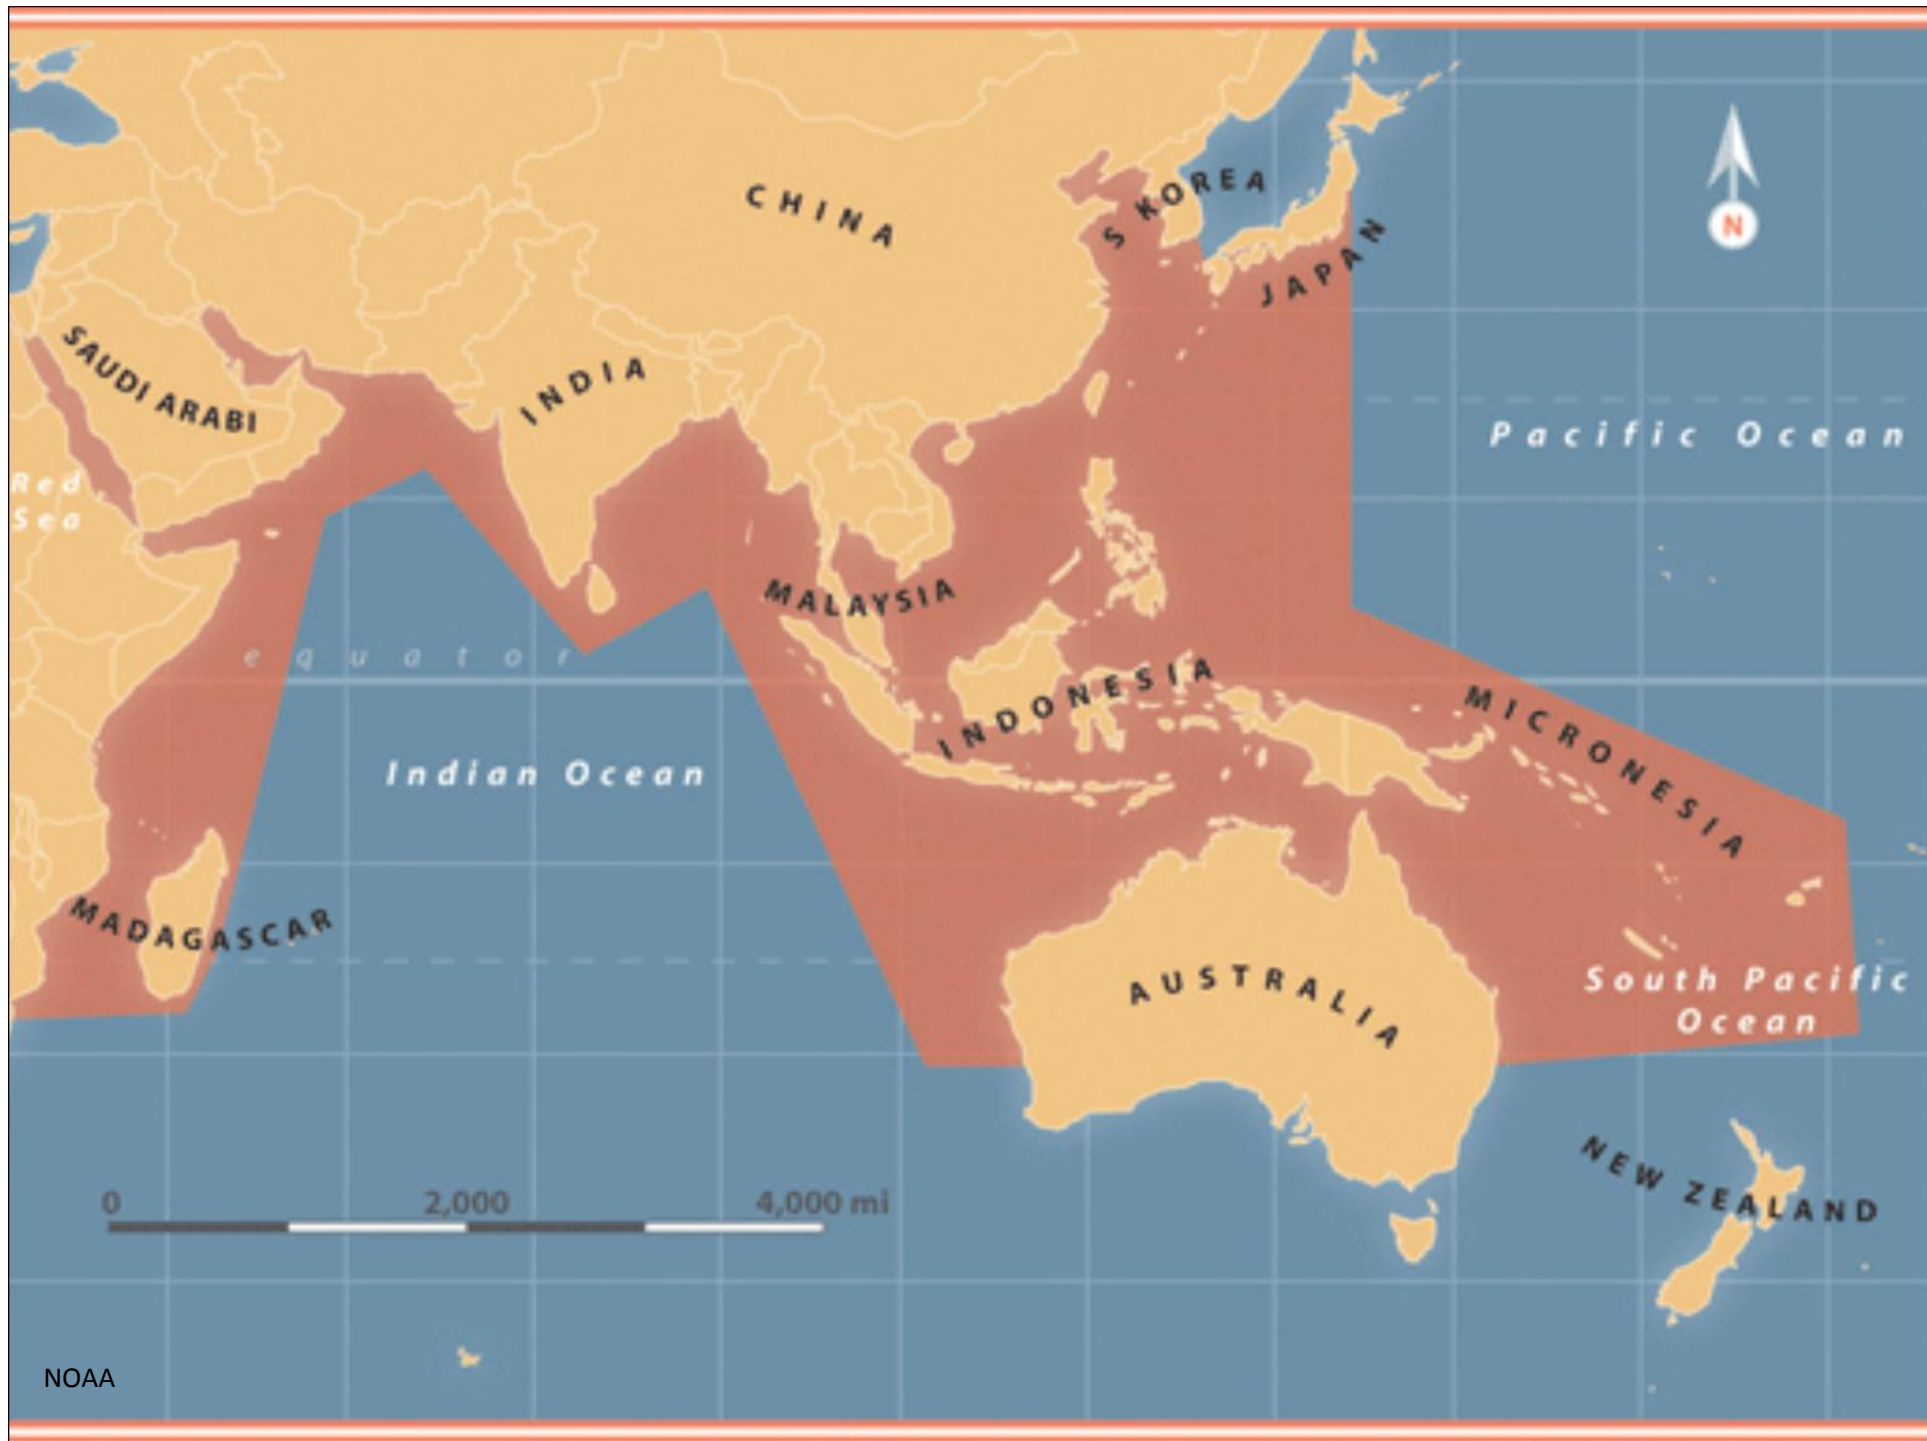 CHINA
S KOREA
JAPAN
N
SAUDI ARABI
INDIA
Pacific Ocean
Red
Sea
MALAYSIA
equator
INDONESIA
MICRONESIA
Indian Ocean
MADAGASCAR
AUSTRALIA
South Pacific
Ocean
NEW ZEALAND
0 2,000 4,000 mi
NOAA